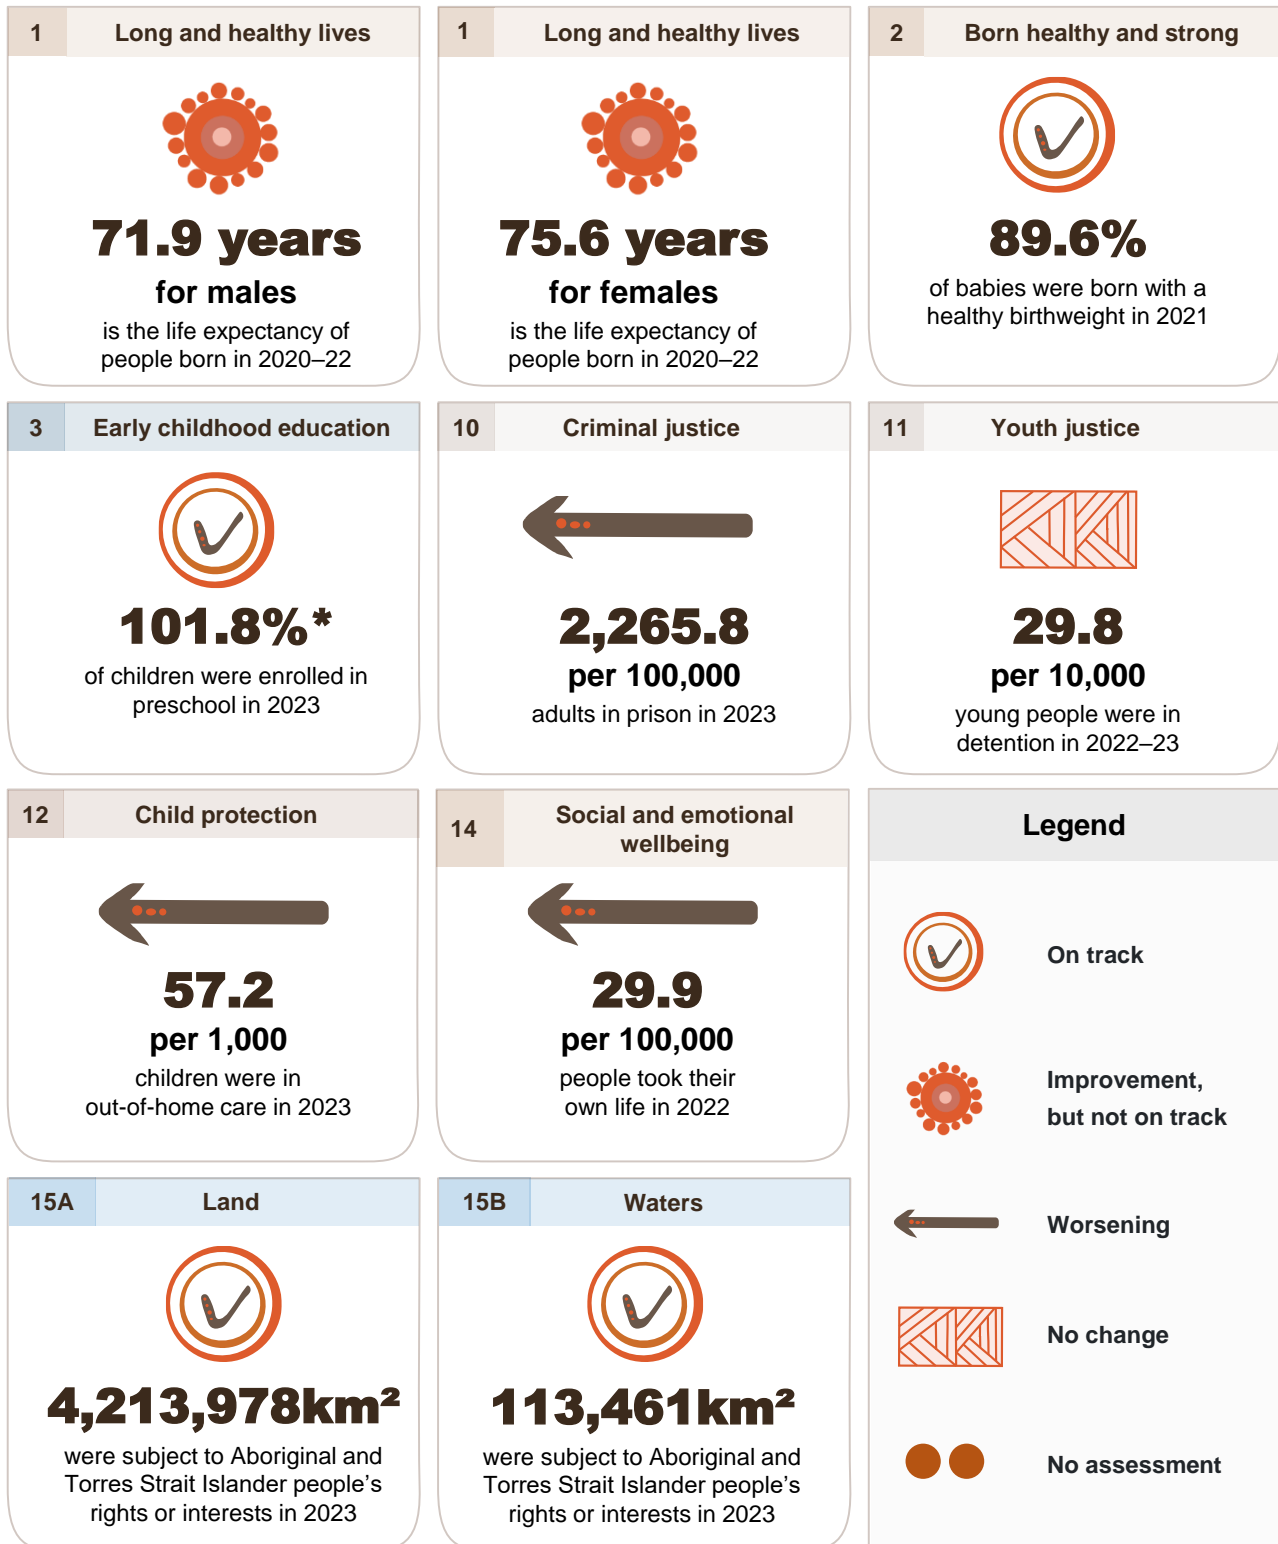 1
Long and healthy lives
71.9 years
for males
is the life expectancy of
people born in 2020–22
1
Long and healthy lives
75.6 years
for females
is the life expectancy of
people born in 2020–22
2
Born healthy and strong
89.6%
of babies were born with a
healthy birthweight in 2021
3
Early childhood education
101.8%*
of children were enrolled in
preschool in 2023
10
Criminal justice
2,265.8
per 100,000
adults in prison in 2023
11
Youth justice
29.8
per 10,000
young people were in
detention in 2022–23
12
Child protection
57.2
per 1,000
children were in
out-of-home care in 2023
14
Social and emotional
wellbeing
29.9
per 100,000
people took their
own life in 2022
15A
Land
4,213,978km²
were subject to Aboriginal and
Torres Strait Islander people’s
rights or interests in 2023
15B
Waters
113,461km²
were subject to Aboriginal and
Torres Strait Islander people’s
rights or interests in 2023
Legend
On track
Improvement,
but not on track
Worsening
No change
No assessment